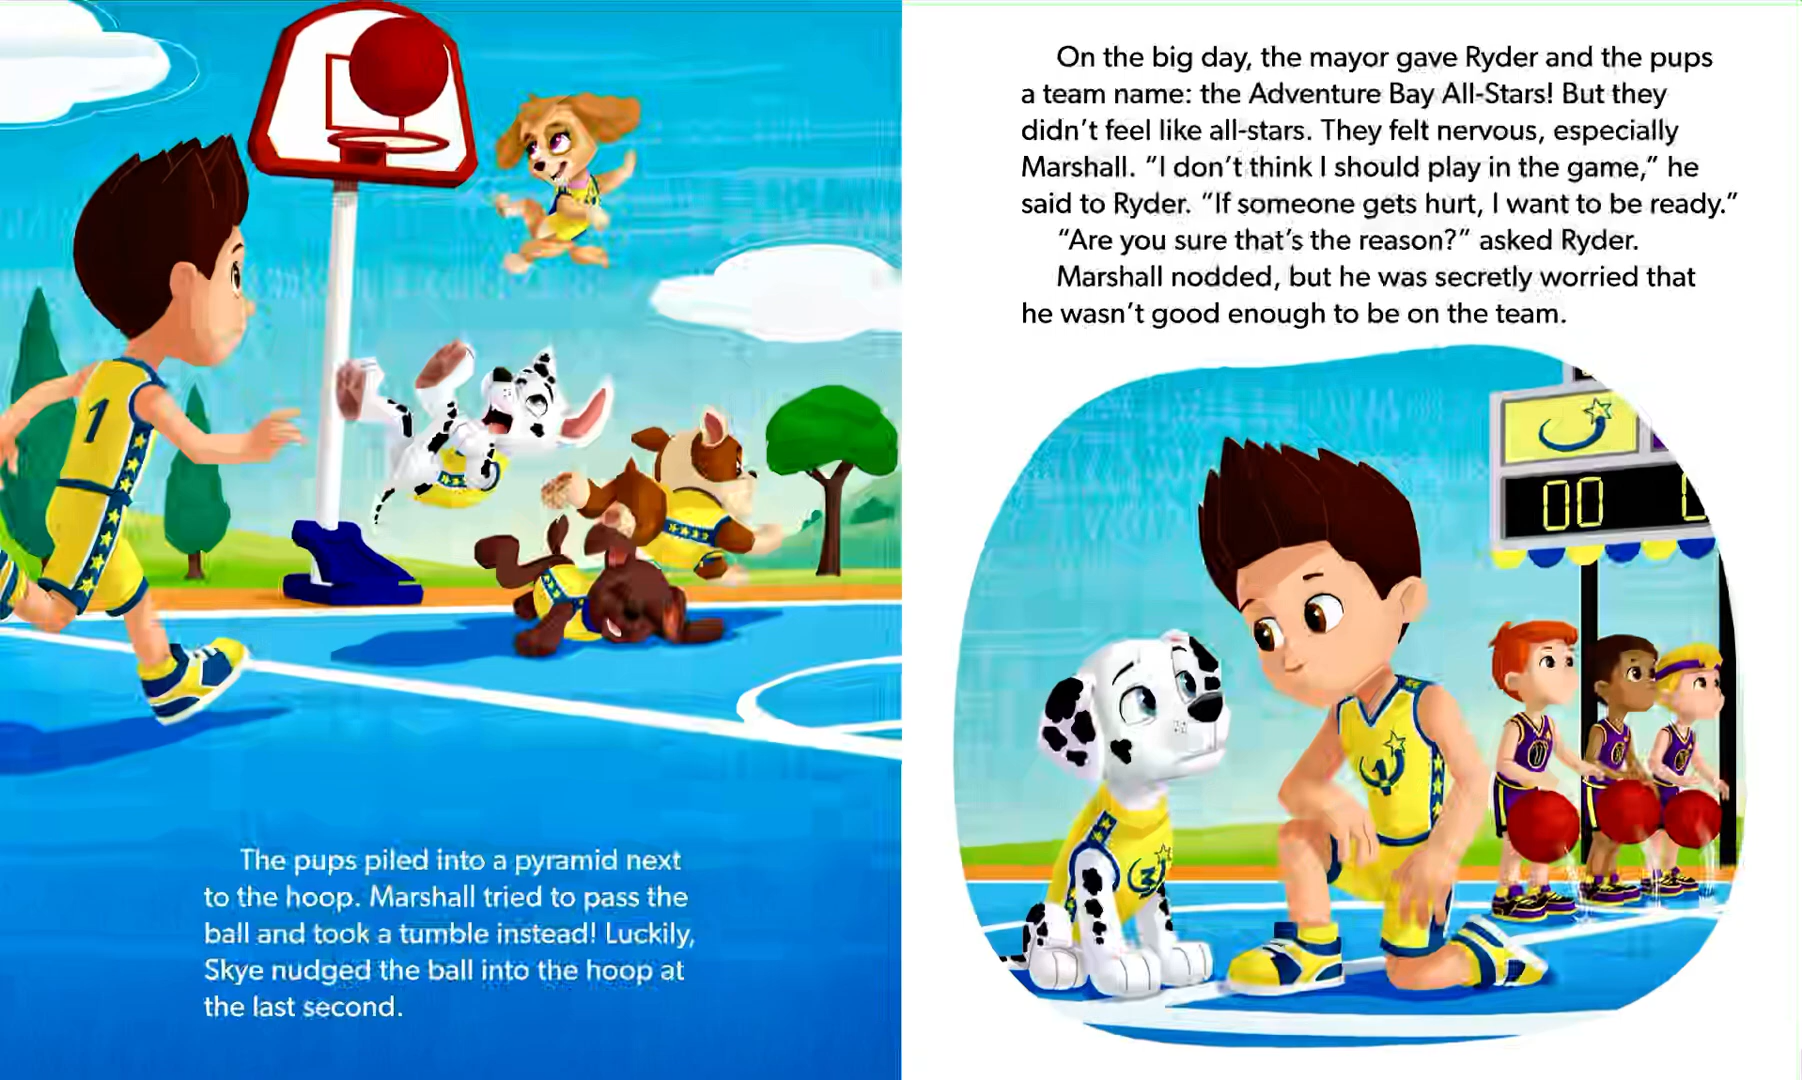 1
The pups piled into a pyramid next
to the hoop. Marshall tried to pass the
ball and took a tumble instead! Luckily,
Skye nudged the ball into the hoop at
the last second.
On the big day, the mayor gave Ryder and the pups
a team name: the Adventure Bay All-Stars! But they
didn’t feel like all-stars. They felt nervous, especially
Marshall. “I don’t think I should play in the game,” he
said to Ryder. “If someone gets hurt, I want to be ready.”
“Are you sure that’s the reason?” asked Ryder.
Marshall nodded, but he was secretly worried that
he wasn’t good enough to be on the team.
00
1
3